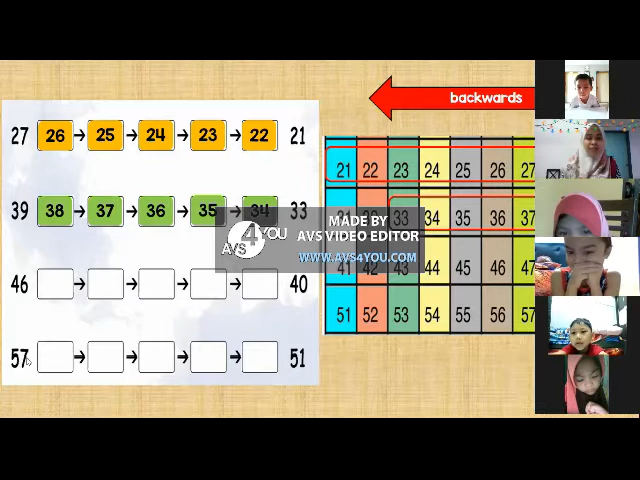 backwards
27 26 → 25 → 24 → 23 → 22 21
39 38 → 37 → 36 → 35 → 34 33
46 → → → → 40
57 → → → → 51
21 22 23 24 25 26 27
33 34 35 36 37
41 42 43 44 45 46 47
51 52 53 54 55 56 57
AVS4YOU
MADE BY
AVS VIDEO EDITOR
WWW.AVS4YOU.COM